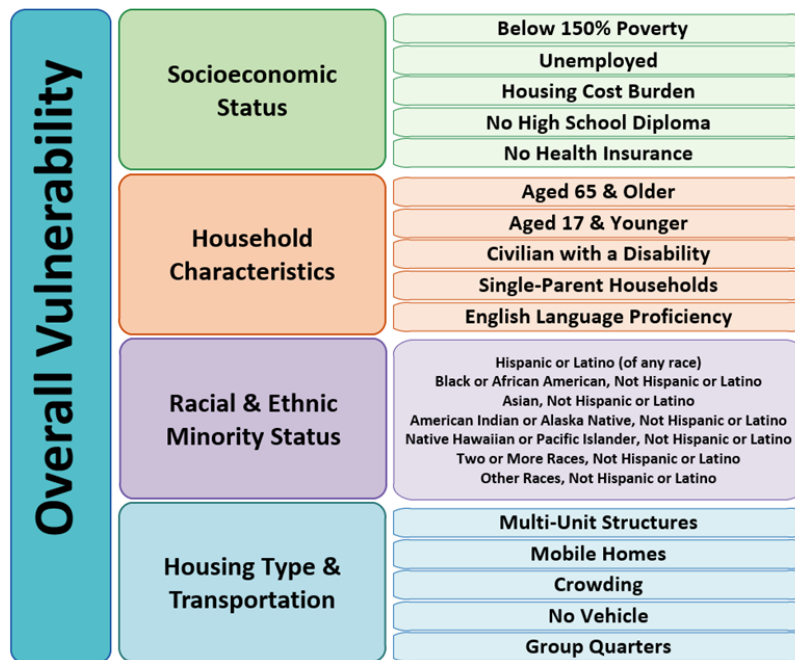 Overall Vulnerability
Socioeconomic
Status
Below 150% Poverty
Unemployed
Housing Cost Burden
No High School Diploma
No Health Insurance
Household
Characteristics
Aged 65 & Older
Aged 17 & Younger
Civilian with a Disability
Single-Parent Households
English Language Proficiency
Racial & Ethnic
Minority Status
Hispanic or Latino (of any race)
Black or African American, Not Hispanic or Latino
Asian, Not Hispanic or Latino
American Indian or Alaska Native, Not Hispanic or Latino
Native Hawaiian or Pacific Islander, Not Hispanic or Latino
Two or More Races, Not Hispanic or Latino
Other Races, Not Hispanic or Latino
Housing Type &
Transportation
Multi-Unit Structures
Mobile Homes
Crowding
No Vehicle
Group Quarters